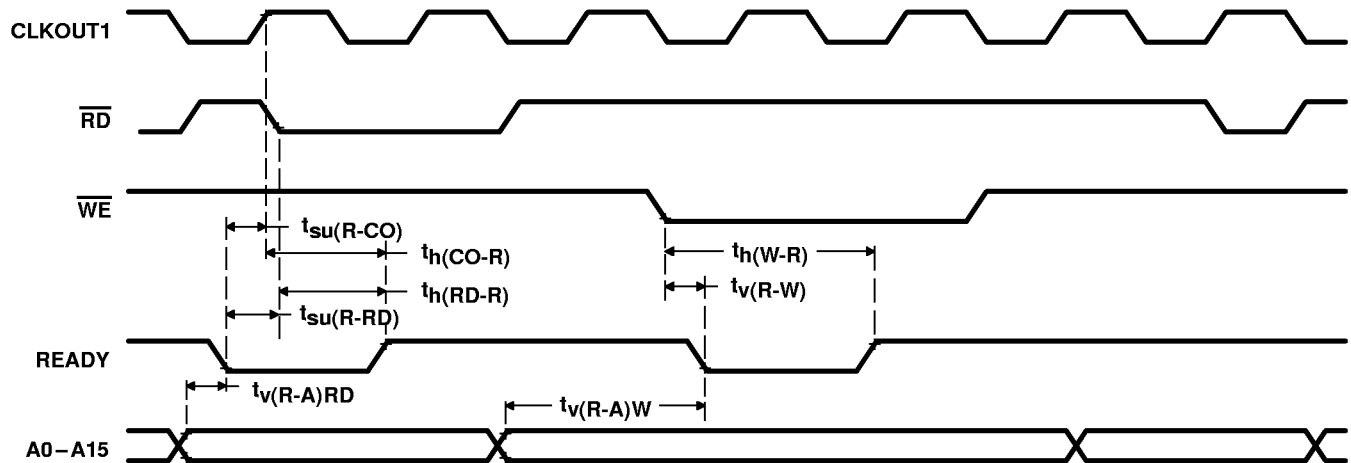 CLKOUT1
RD
WE
tsu(R-CO)
th(CO-R)
th(W-R)
th(RD-R)
tv(R-W)
tsu(R-RD)
READY
tv(R-A)RD
tv(R-A)W
A0–A15